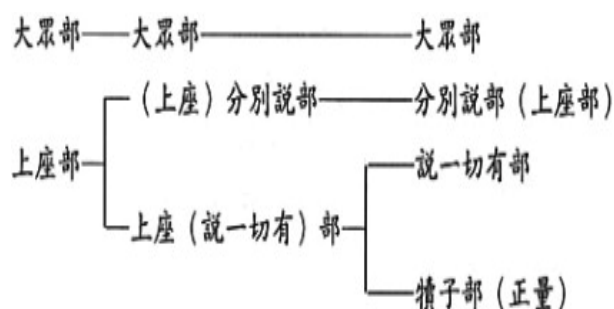 大眾部 大眾部 大眾部
(上座)分別說部 分別說部(上座部)
上座部
說一切有部
上座(說一切有)部
犢子部(正量)